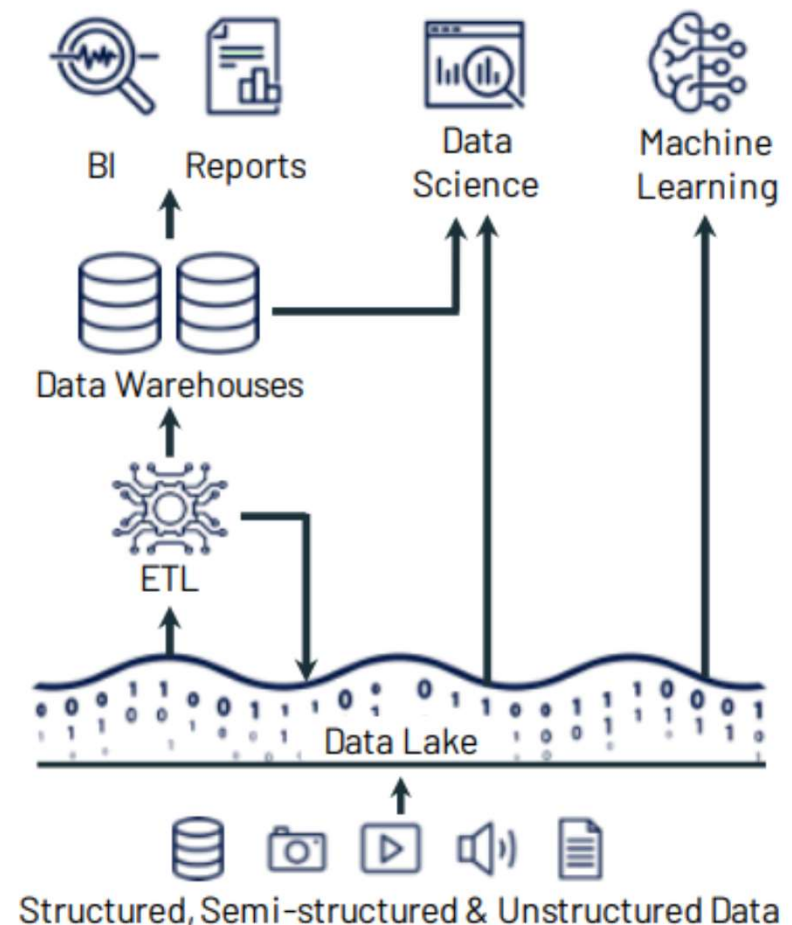 BI
Reports
Data
Science
Machine
Learning
Data Warehouses
ETL
Data Lake
Structured, Semi-structured & Unstructured Data